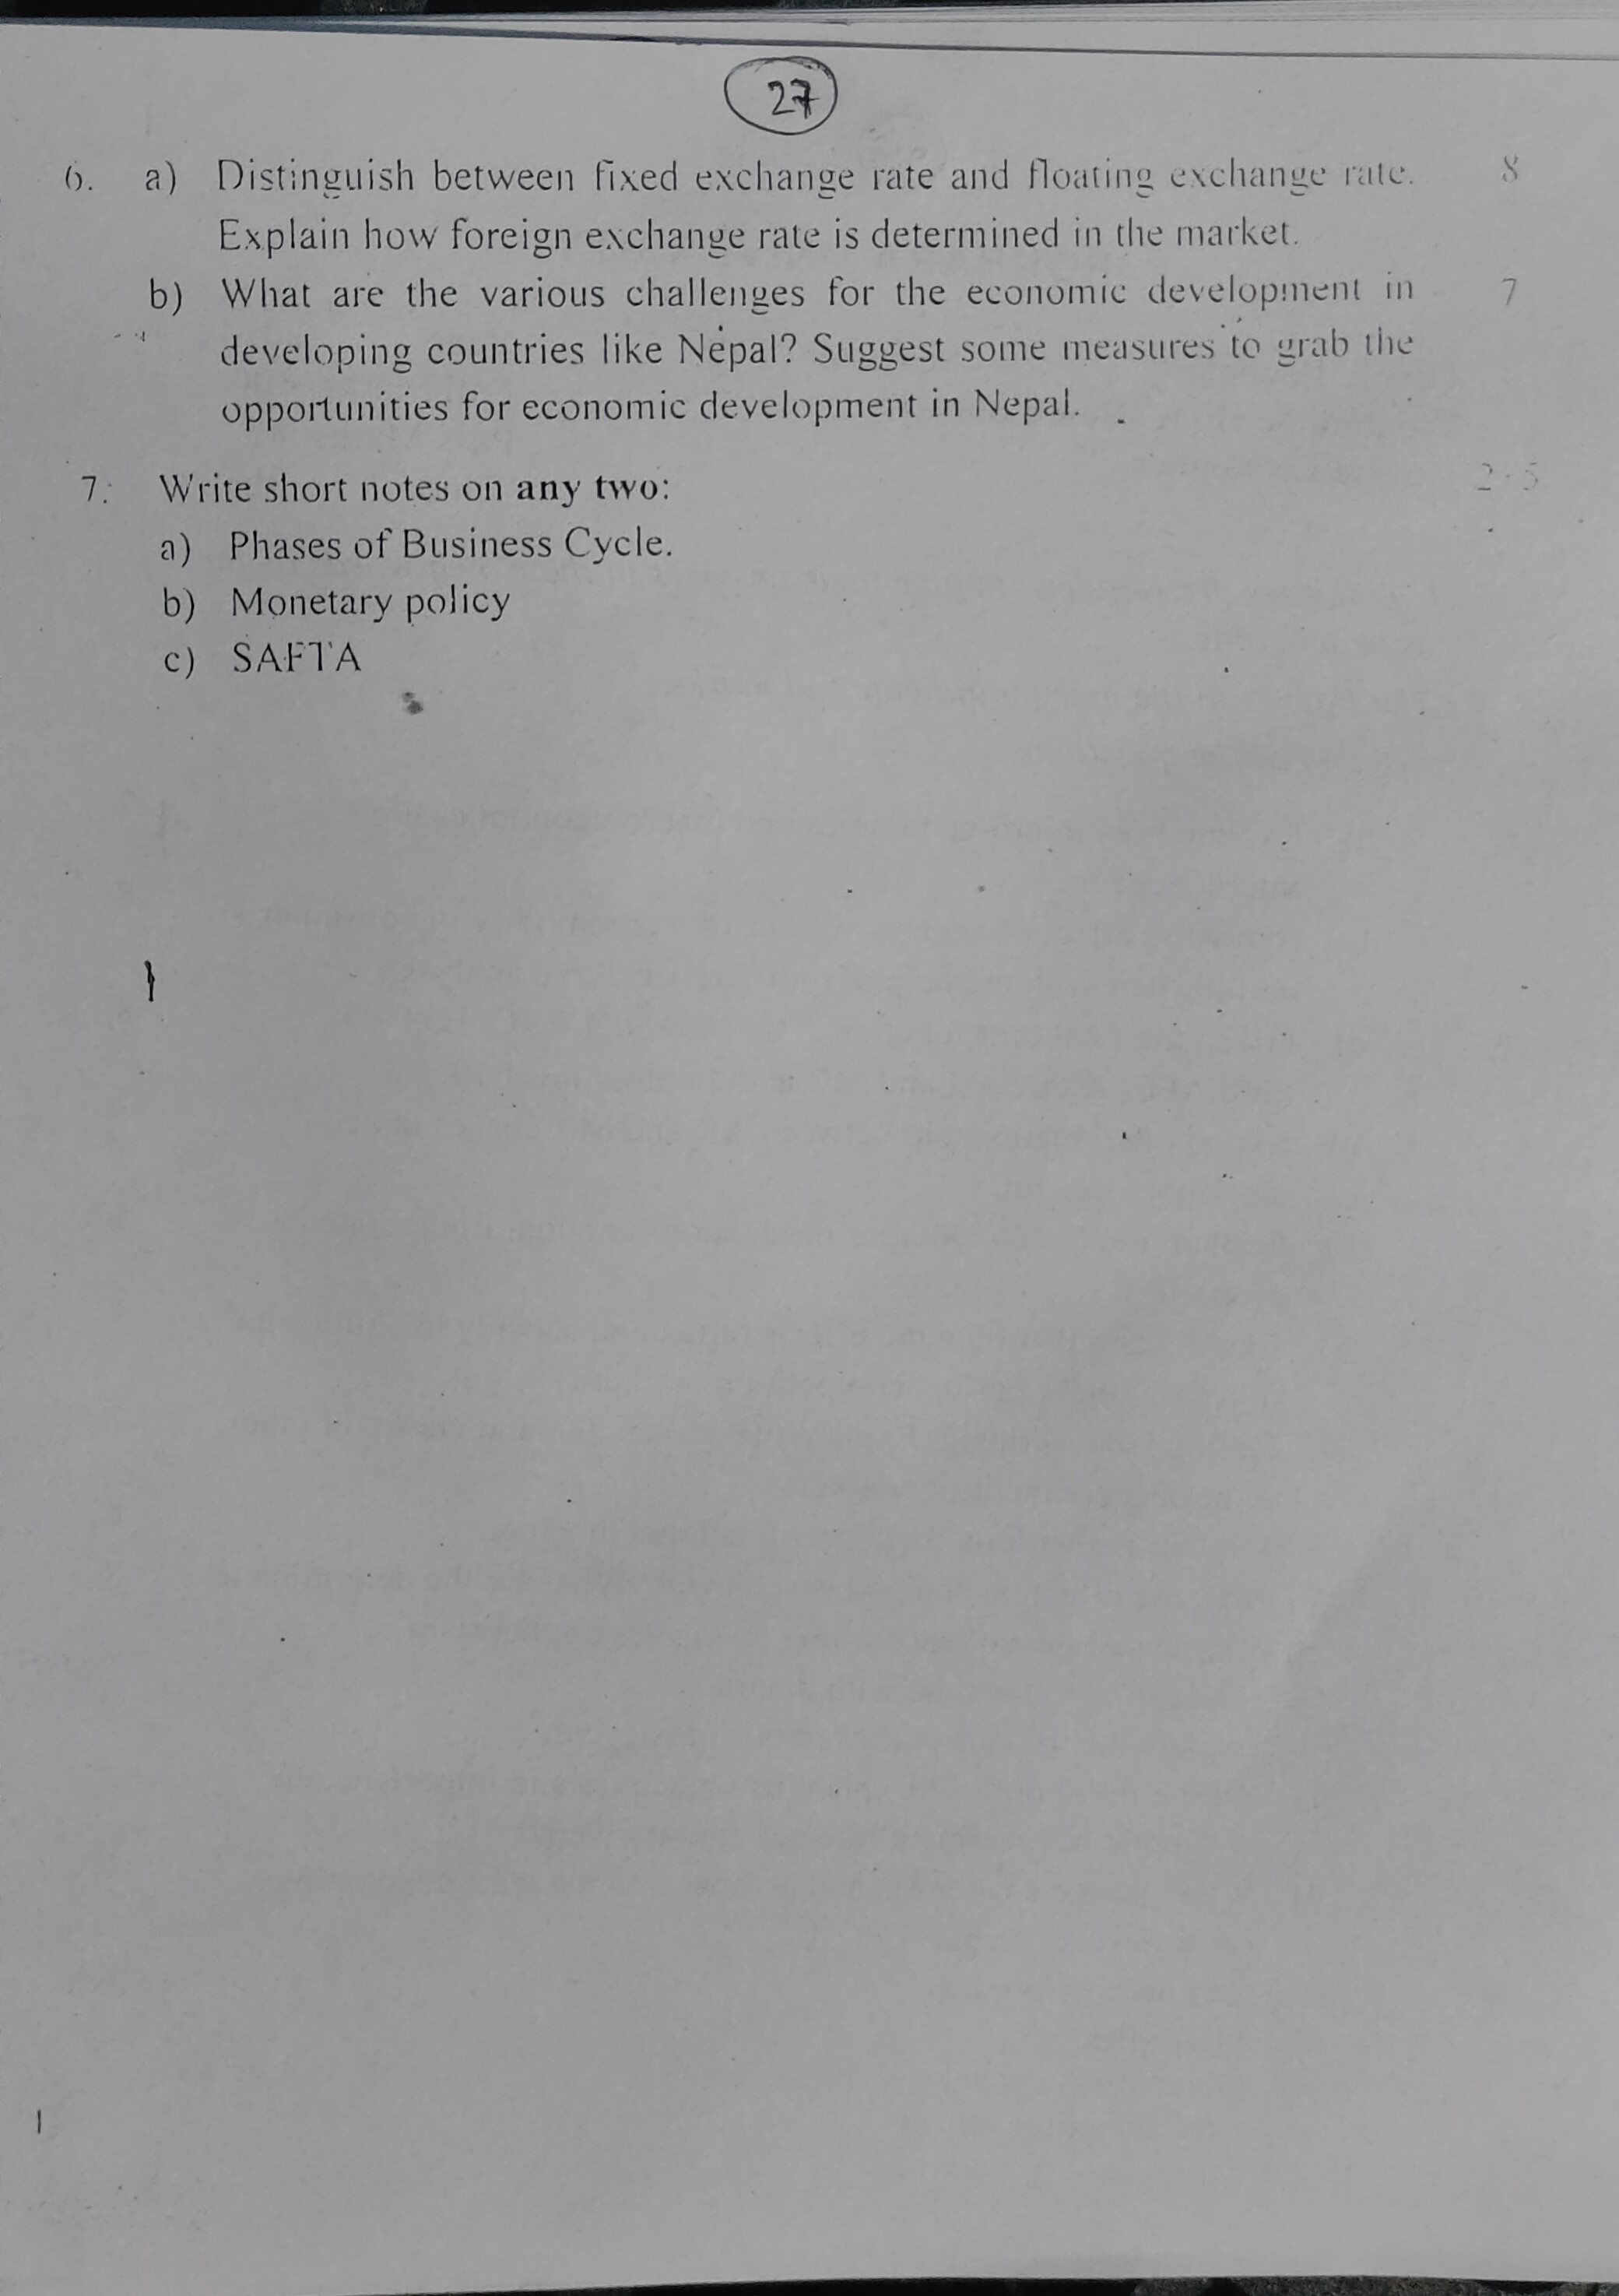 27
6. a) Distinguish between fixed exchange rate and floating exchange rate. 8
Explain how foreign exchange rate is determined in the market.
b) What are the various challenges for the economic development in 7
developing countries like Nepal? Suggest some measures to grab the
opportunities for economic development in Nepal.
7. Write short notes on any two: 2×5
a) Phases of Business Cycle.
b) Monetary policy
c) SAFTA